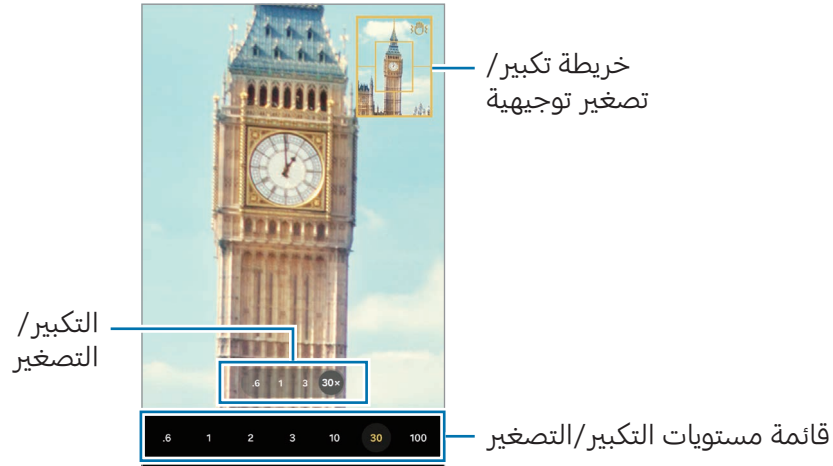 خريطة تكبير/
تصغير توجيهية
التكبير/
التصغير
.6 1 3 30×
.6 1 2 3 10 30 100
قائمة مستويات التكبير/التصغير